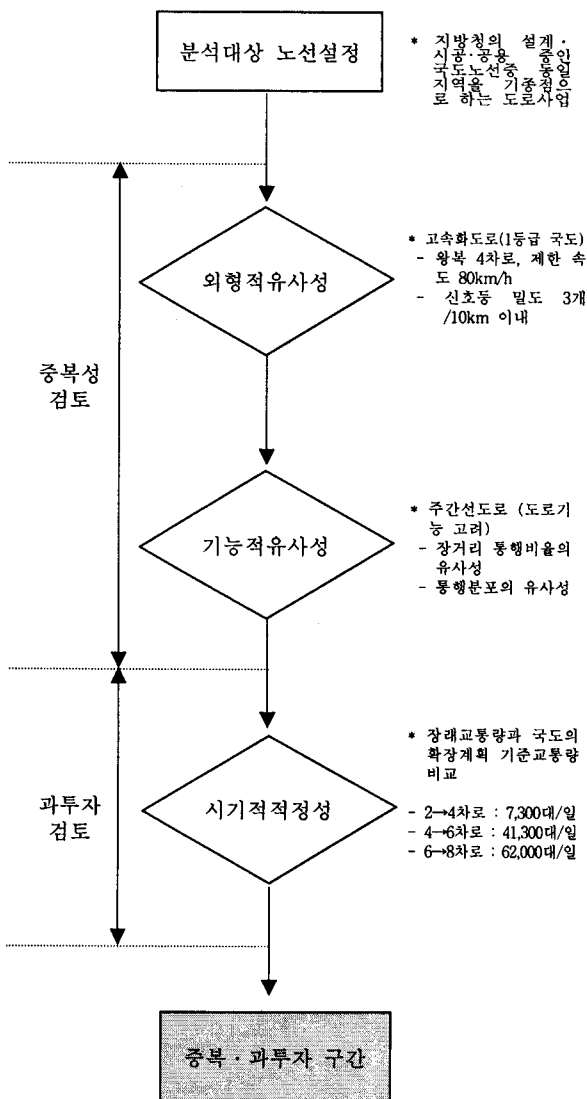 분석대상 노선설정
* 지방청의 설계·
시공·공용 중인
국도노선중 동일
지역을 기종점으
로 하는 도로사업
외형적유사성
* 고속화도로(1등급 국도)
- 왕복 4차로, 제한 속
도 80km/h
- 신호등 밀도 3개
/10km 이내
중복성
검토
기능적유사성
* 주간선도로 (도로기
능 고려)
- 장거리 통행비율의
유사성
- 통행분포의 유사성
시기적적정성
* 장래교통량과 국도의
확장계획 기준교통량
비교
- 2→4차로 : 7,300대/일
- 4→6차로 : 41,300대/일
- 6→8차로 : 62,000대/일
과투자
검토
중복·과투자 구간